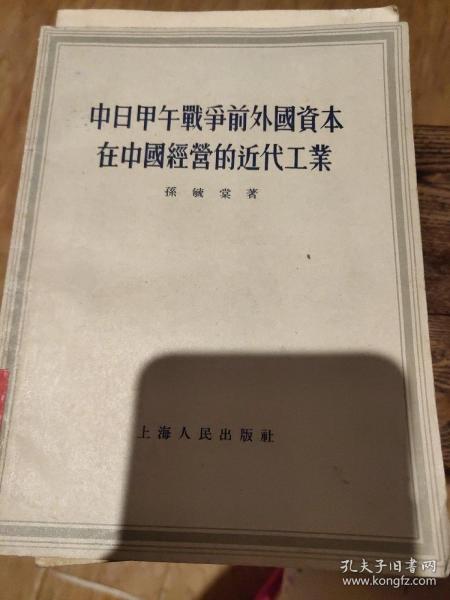 中日甲午戰爭前外國資本
在中國經營的近代工業
孫毓棠著
上海人民出版社
孔夫子旧书网
www.kongfz.com